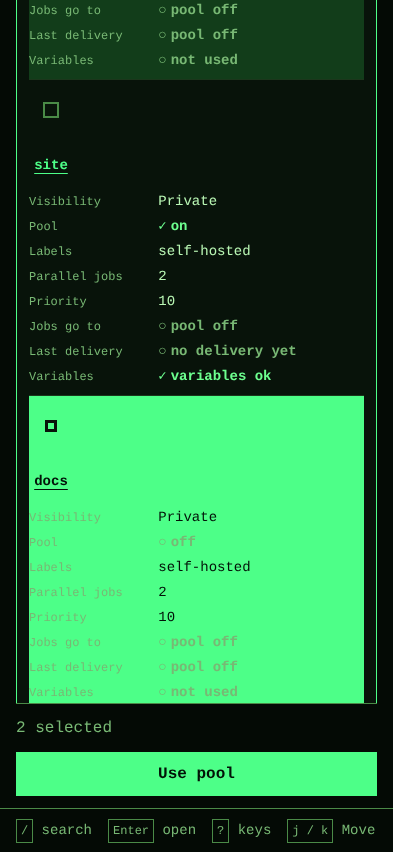 Jobs go to ○ pool off
Last delivery ○ pool off
Variables ○ not used
site
Visibility Private
Pool ✓ on
Labels self-hosted
Parallel jobs 2
Priority 10
Jobs go to ○ pool off
Last delivery ○ no delivery yet
Variables ✓ variables ok
docs
Visibility Private
Pool ○ off
Labels self-hosted
Parallel jobs 2
Priority 10
Jobs go to ○ pool off
Last delivery ○ pool off
Variables ○ not used
2 selected
Use pool
/ search Enter open ? keys j / k Move